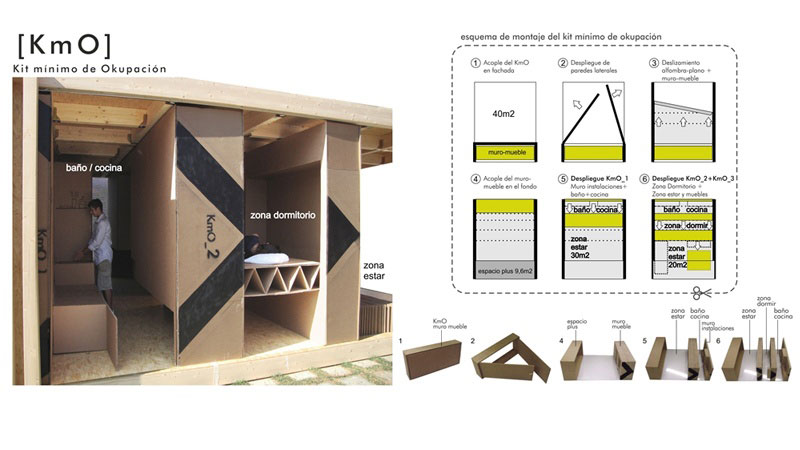 [KmO]
Kit mínimo de Okupación
baño / cocina
KmO_2
zona dormitorio
zona
estar
esquema de montaje del kit mínimo de okupación
1 Acople del KmO
en fachada
40m2
muro-mueble
2 Despliegue de
paredes laterales
3 Deslizamiento
alfombra-plano +
muro-mueble
4 Acople del muro-
mueble en el fondo
espacio plus 9,6m2
5 Despliegue KmO_1
Muro instalaciones+
baño + cocina
baño cocina
zona
estar
30m2
6 Despliegue KmO_2+KmO_3
Zona Dormitorio +
Zona estar y muebles
baño cocina
zona dormir
zona
estar
20m2
1
KmO
muro mueble
2
4
espacio
plus
muro
mueble
5
zona
estar
baño
cocina
muro
instalaciones
6
zona
estar
zona
dormir
baño
cocina